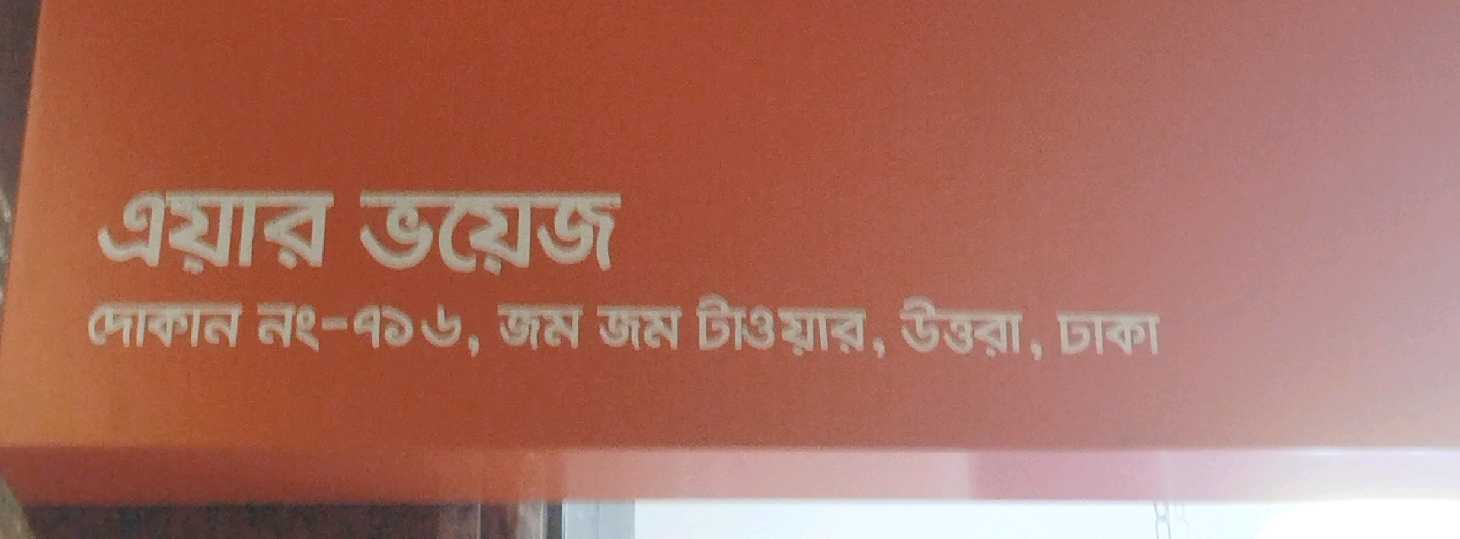 এয়ার ভয়েজ
দোকান নং-৭১৬, জম জম টাওয়ার, উত্তরা, ঢাকা